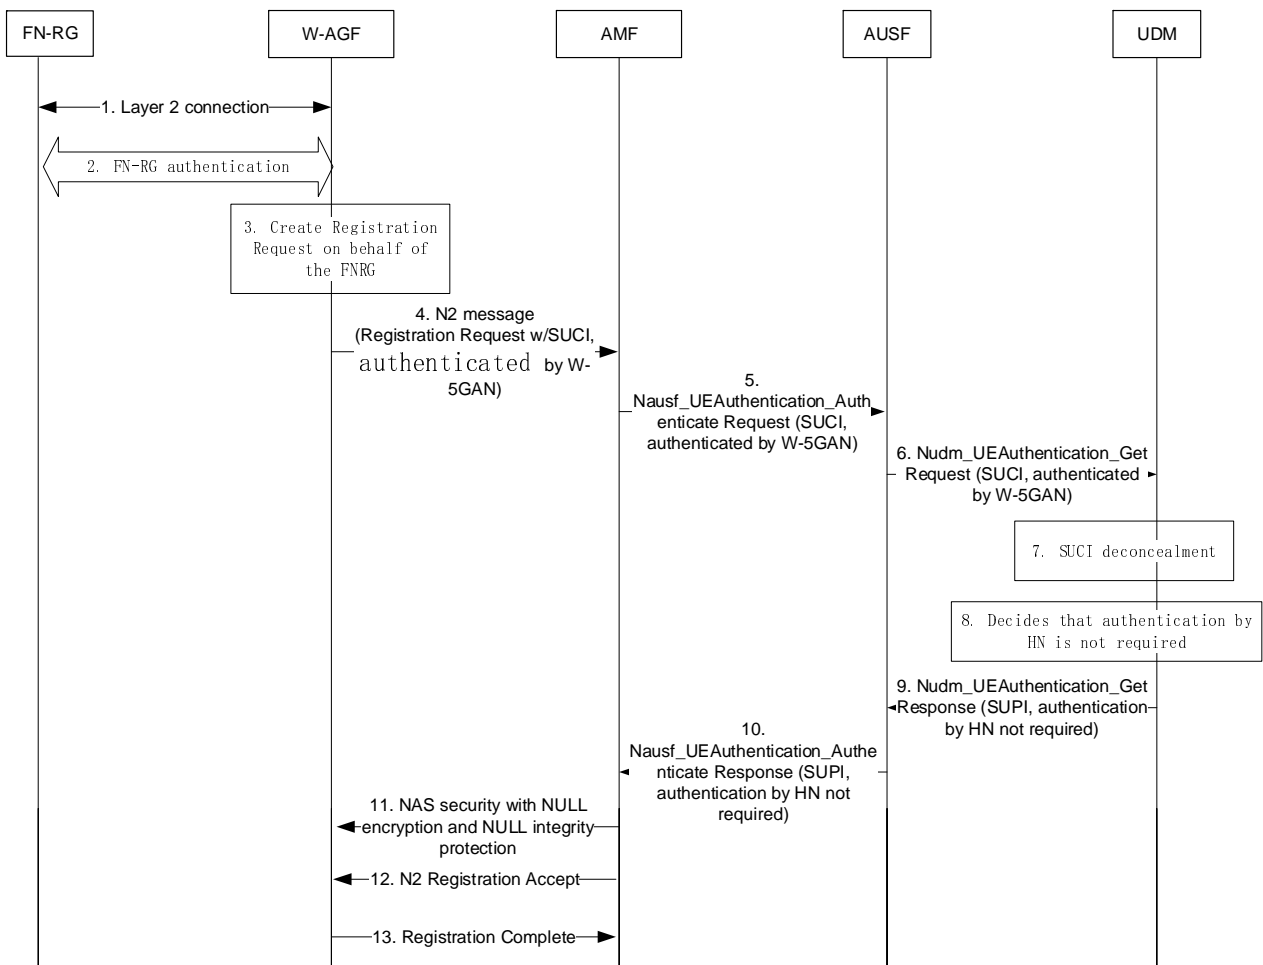 FN-RG
W-AGF
AMF
AUSF
UDM
1. Layer 2 connection
2. FN-RG authentication
3. Create Registration
Request on behalf of
the FNRG
4. N2 message
(Registration Request w/SUCI,
authenticated by W-
5GAN)
5.
Nausf_UEAuthentication_Auth
enticate Request (SUCI,
authenticated by W-5GAN)
6. Nudm_UEAuthentication_Get
Request (SUCI, authenticated
by W-5GAN)
7. SUCI deconcealment
8. Decides that authentication by
HN is not required
9. Nudm_UEAuthentication_Get
Response (SUPI, authentication
by HN not required)
10.
Nausf_UEAuthentication_Authe
nticate Response (SUPI,
authentication by HN not
required)
11. NAS security with NULL
encryption and NULL integrity
protection
12. N2 Registration Accept
13. Registration Complete